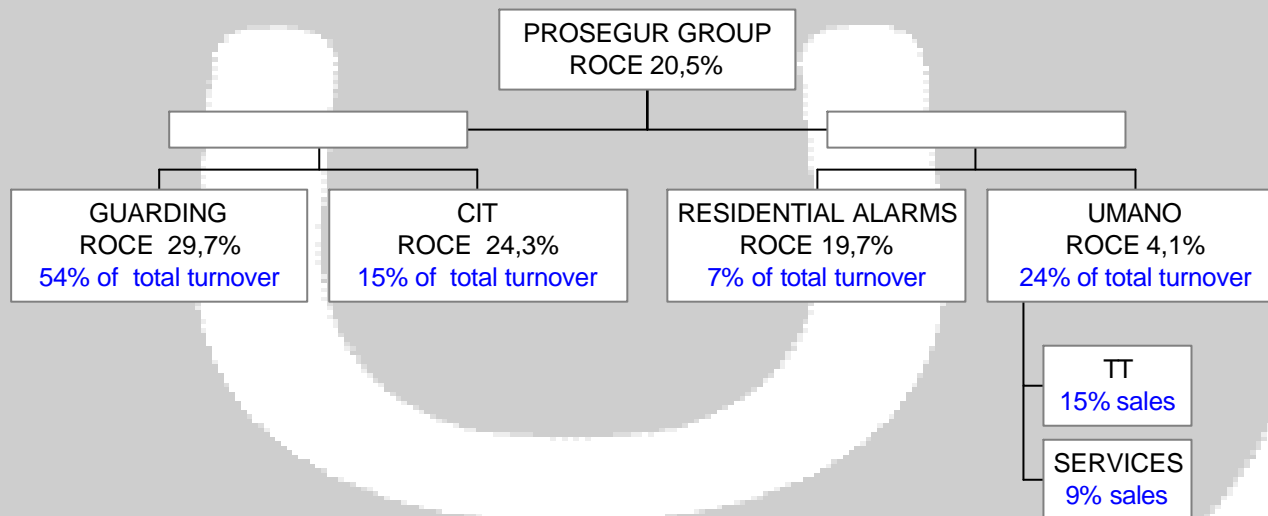 PROSEGUR GROUP
ROCE 20,5%
GUARDING
ROCE 29,7%
54% of total turnover
CIT
ROCE 24,3%
15% of total turnover
RESIDENTIAL ALARMS
ROCE 19,7%
7% of total turnover
UMANO
ROCE 4,1%
24% of total turnover
TT
15% sales
SERVICES
9% sales